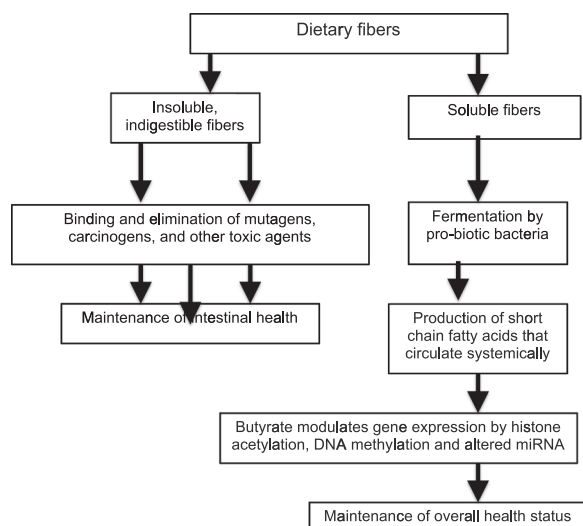 Dietary fibers
Insoluble,
indigestible fibers
Soluble fibers
Binding and elimination of mutagens,
carcinogens, and other toxic agents
Fermentation by
pro-biotic bacteria
Maintenance of intestinal health
Production of short
chain fatty acids that
circulate systemically
Butyrate modulates gene expression by histone
acetylation, DNA methylation and altered miRNA
Maintenance of overall health status